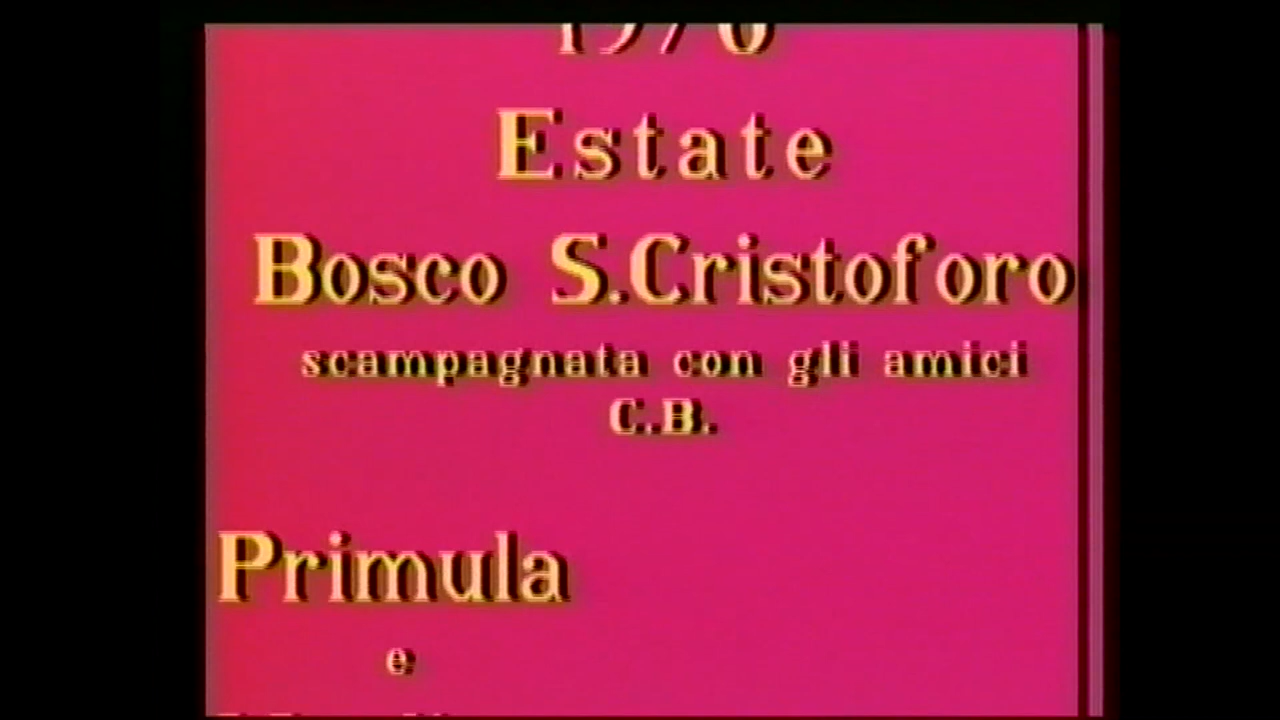 Estate
Bosco S.Cristoforo
scampagnata con gli amici
C.B.
Primula
e